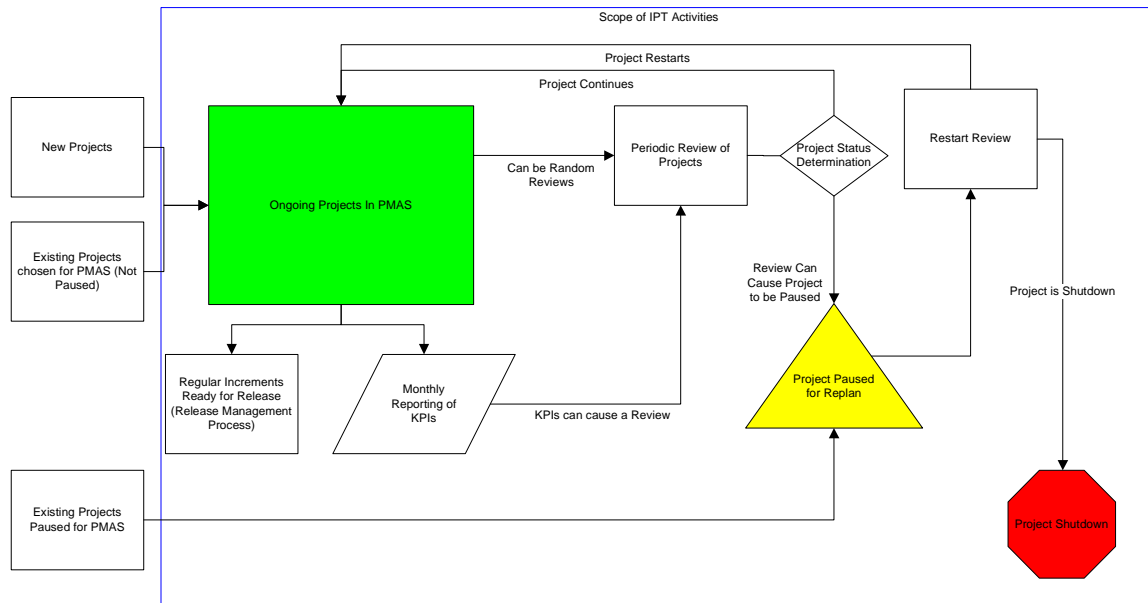 Scope of IPT Activities
Project Restarts
Project Continues
New Projects
Existing Projects
chosen for PMAS (Not
Paused)
Ongoing Projects In PMAS
Can be Random
Reviews
Periodic Review of
Projects
Project Status
Determination
Restart Review
Review Can
Cause Project
to be Paused
Project is Shutdown
Regular Increments
Ready for Release
(Release Management
Process)
Monthly
Reporting of
KPIs
KPIs can cause a Review
Project Paused
for Replan
Existing Projects
Paused for PMAS
Project Shutdown